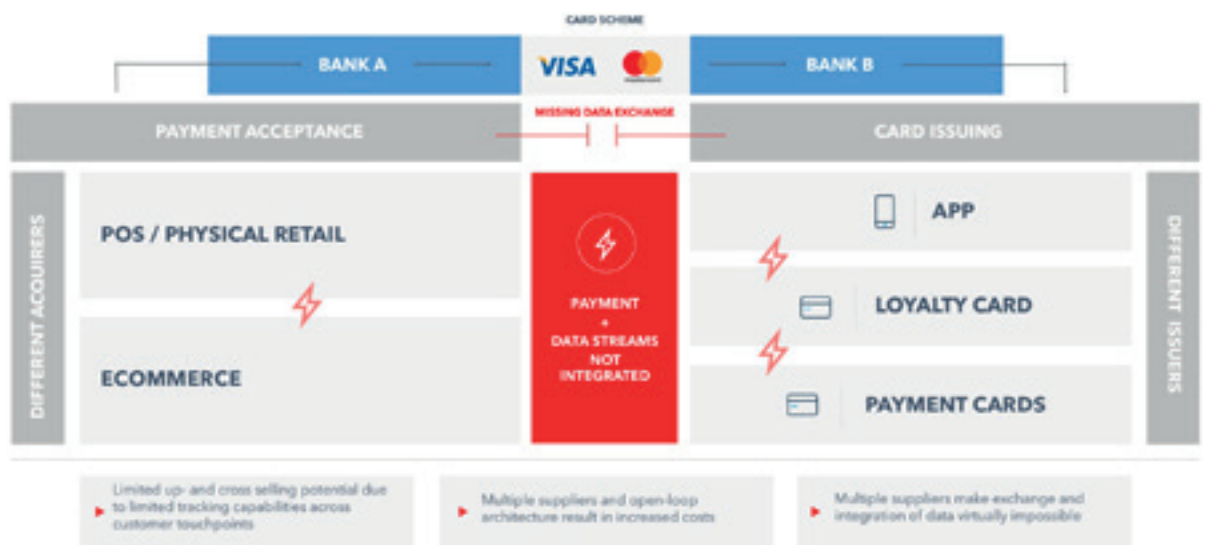 CARD SCHEME
BANK A
VISA
BANK B
MISSING DATA EXCHANGE
PAYMENT ACCEPTANCE
CARD ISSUING
DIFFERENT ACQUIRERS
POS / PHYSICAL RETAIL
ECOMMERCE
PAYMENT
+
DATA STREAMS
NOT
INTEGRATED
APP
LOYALTY CARD
PAYMENT CARDS
DIFFERENT ISSUERS
Limited up- and cross selling potential due
to limited tracking capabilities across
customer touchpoints
Multiple suppliers and open-loop
architecture result in increased costs
Multiple suppliers make exchange and
integration of data virtually impossible